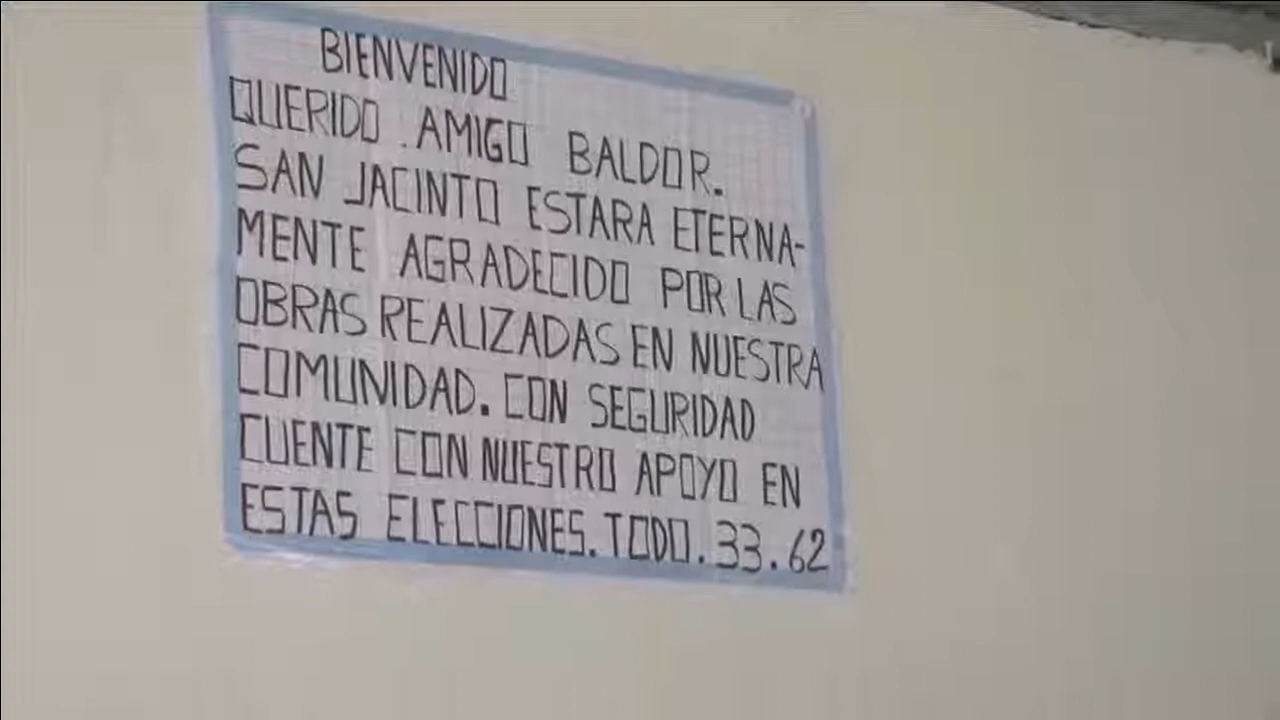 BIENVENIDO
QUERIDO. AMIGO BALDOR.
SAN JACINTO ESTARA ETERNA-
MENTE AGRADECIDO POR LAS
OBRAS REALIZADAS EN NUESTRA
COMUNIDAD. CON SEGURIDAD
CUENTE CON NUESTRO APOYO EN
ESTAS ELECCIONES. TODO. 33.62